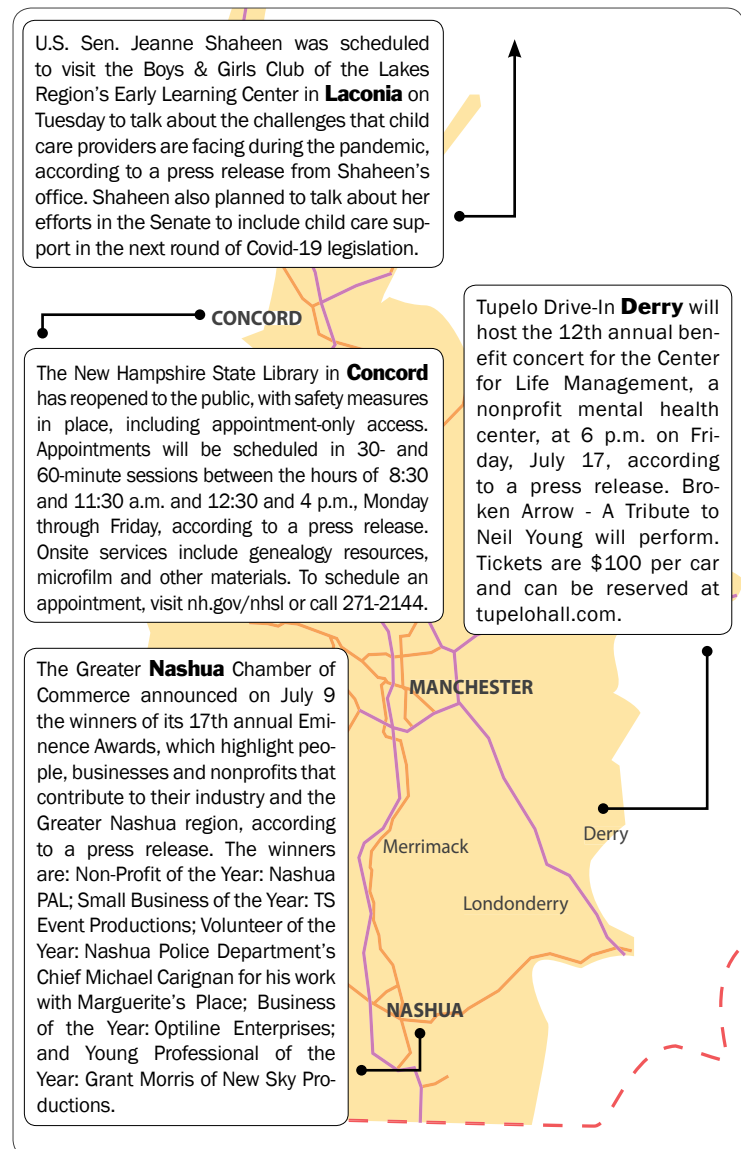 U.S. Sen. Jeanne Shaheen was scheduled
to visit the Boys & Girls Club of the Lakes
Region's Early Learning Center in Laconia on
Tuesday to talk about the challenges that child
care providers are facing during the pandemic,
according to a press release from Shaheen's
office. Shaheen also planned to talk about her
efforts in the Senate to include child care sup-
port in the next round of Covid-19 legislation.
CONCORD
The New Hampshire State Library in Concord
has reopened to the public, with safety measures
in place, including appointment-only access.
Appointments will be scheduled in 30- and
60-minute sessions between the hours of 8:30
and 11:30 a.m. and 12:30 and 4 p.m., Monday
through Friday, according to a press release.
Onsite services include genealogy resources,
microfilm and other materials. To schedule an
appointment, visit nh.gov/nhsl or call 271-2144.
Tupelo Drive-In Derry will
host the 12th annual ben-
efit concert for the Center
for Life Management, a
nonprofit mental health
center, at 6 p.m. on Fri-
day, July 17, according
to a press release. Bro-
ken Arrow - A Tribute to
Neil Young will perform.
Tickets are $100 per car
and can be reserved at
tupelohall.com.
The Greater Nashua Chamber of
Commerce announced on July 9
the winners of its 17th annual Emi-
nence Awards, which highlight peo-
ple, businesses and nonprofits that
contribute to their industry and the
Greater Nashua region, according
to a press release. The winners
are: Non-Profit of the Year: Nashua
PAL; Small Business of the Year: TS
Event Productions; Volunteer of the
Year: Nashua Police Department's
Chief Michael Carignan for his work
with Marguerite's Place; Business
of the Year: Optiline Enterprises;
and Young Professional of the
Year: Grant Morris of New Sky Pro-
ductions.
MANCHESTER
Merrimack
Derry
Londonderry
NASHUA